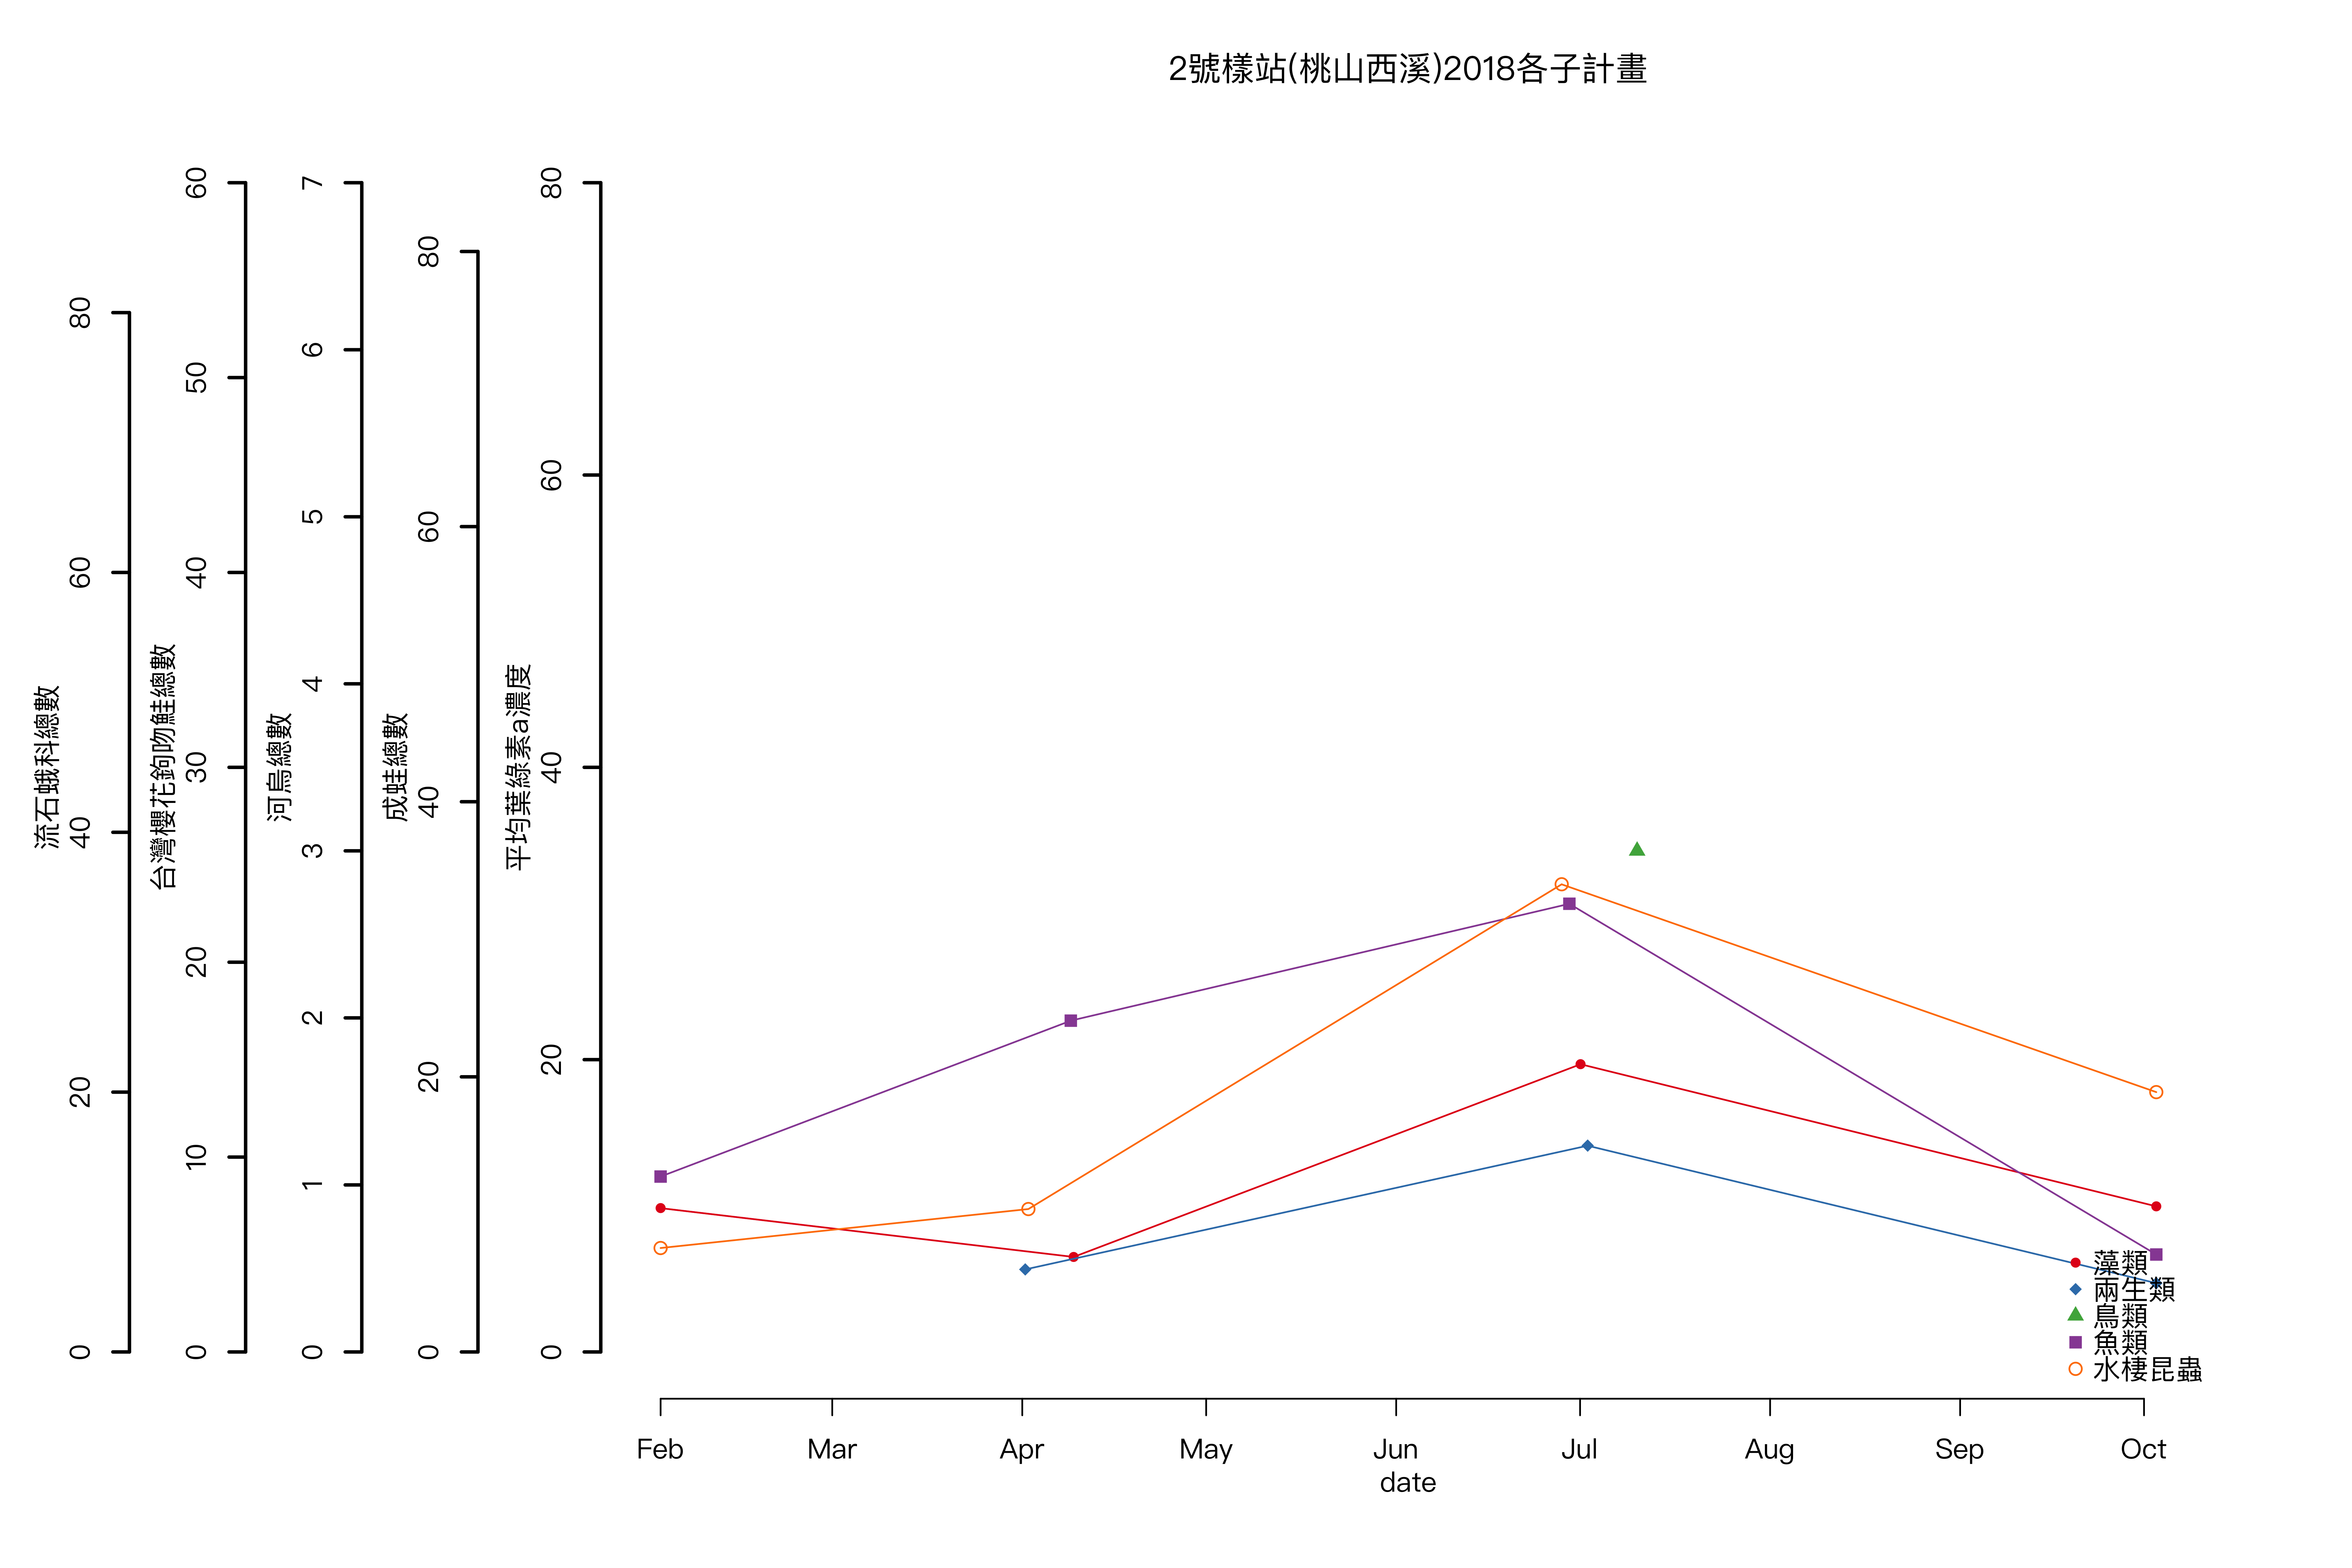 2號樣站(桃山西溪)2018各子計畫
流石蛾科總數
0 20 40 60 80
台灣櫻花鉤吻鮭總數
0 10 20 30 40 50 60
河烏總數
0 1 2 3 4 5 6 7
成蛙總數
0 20 40 60 80
平均葉綠素a濃度
0 20 40 60 80
藻類
兩生類
鳥類
魚類
水棲昆蟲
Feb Mar Apr May Jun Jul Aug Sep Oct
date